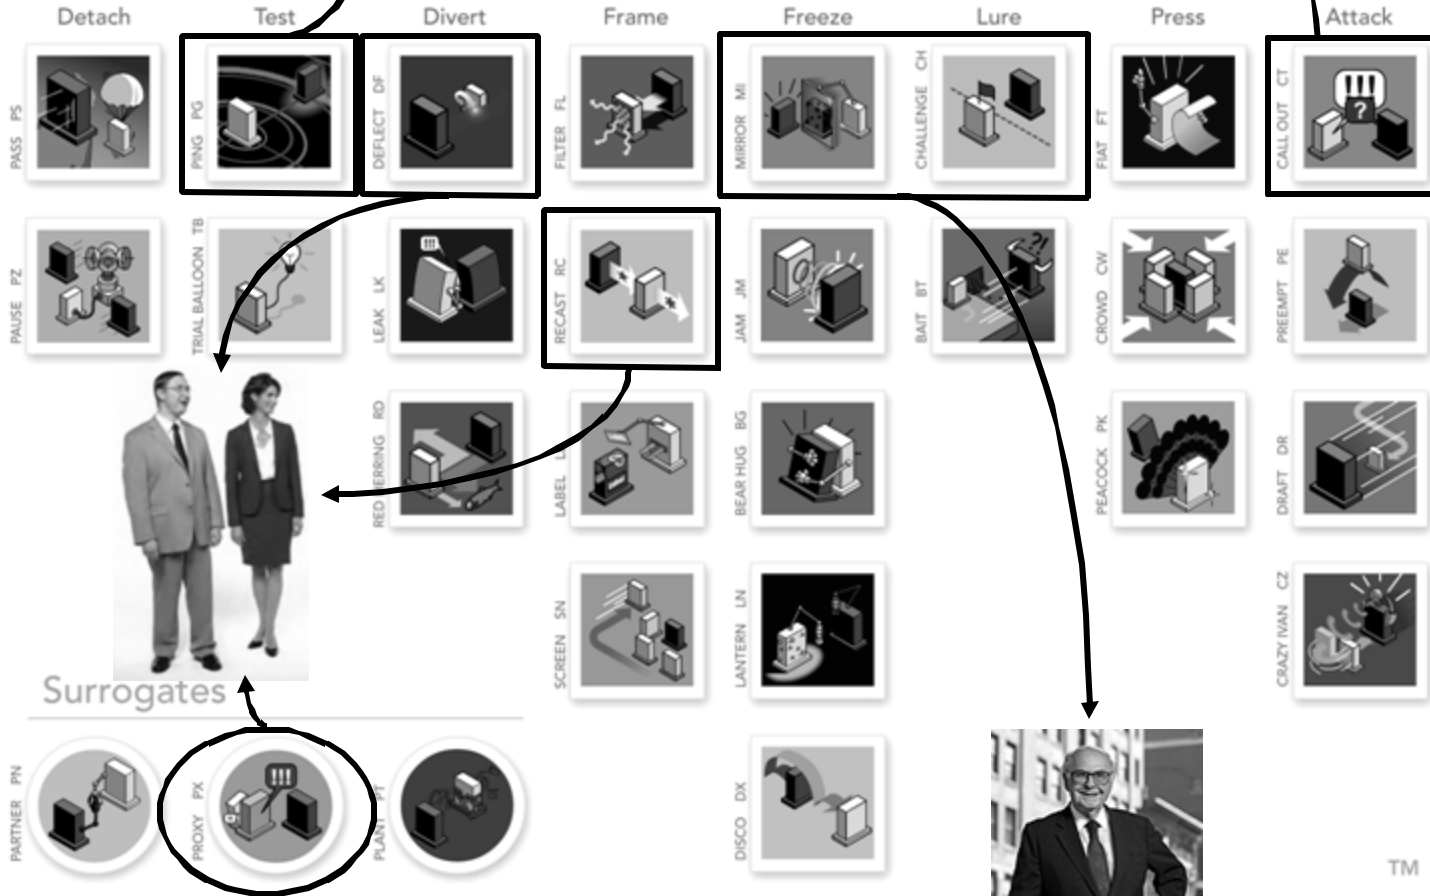 Detach Test Divert Frame Freeze Lure Press Attack
PASS PS
PING PG
DEFLECT DF
FILTER FL
MIRROR MI
CHALLENGE CH
FIAT FT
CALL OUT CT
!!!
?
PAUSE PZ
TRIAL BALLOON TB
LEAK LK
!!!
RECAST RC
*
*
JAM JM
BAIT BT
?!
CROWD CW
PREEMPT PE
RED HERRING RD
LABEL
BEAR HUG BG
PEACOCK PK
DRAFT DR
SCREEN SN
LANTERN LN
CRAZY IVAN CZ
Surrogates
PARTNER PN
PROXY PX
!!!
PLANT PT
DISCO DX
TM